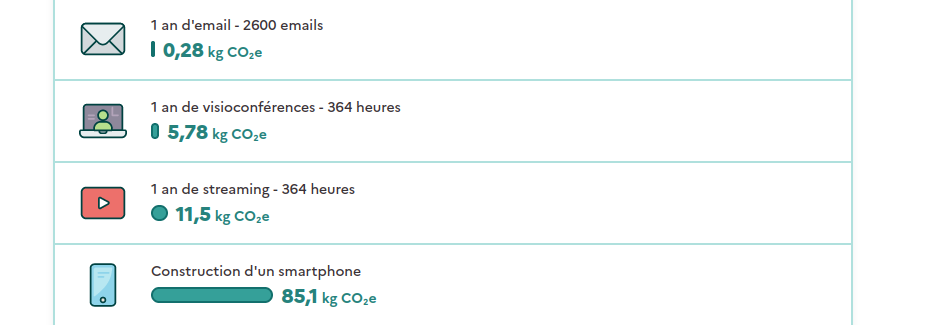 1 an d'email - 2600 emails
0,28 kg CO₂e
1 an de visioconférences - 364 heures
5,78 kg CO₂e
1 an de streaming - 364 heures
11,5 kg CO₂e
Construction d'un smartphone
85,1 kg CO₂e